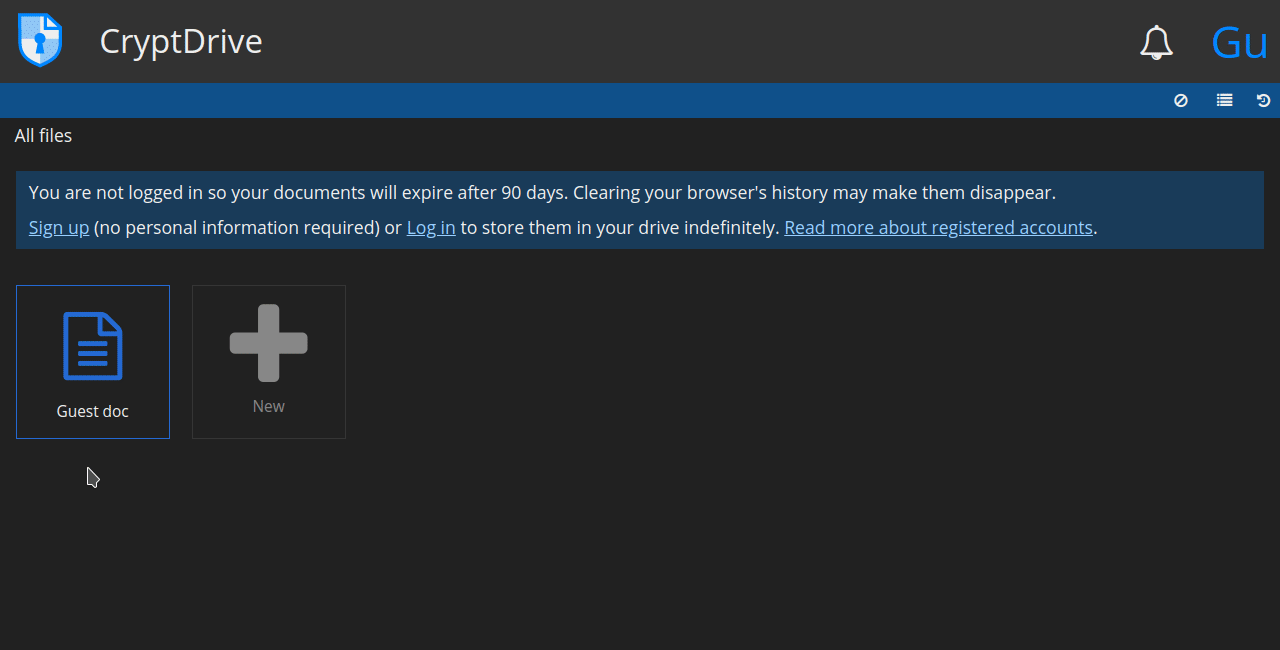 CryptDrive
Gu
All files
You are not logged in so your documents will expire after 90 days. Clearing your browser's history may make them disappear.
Sign up (no personal information required) or Log in to store them in your drive indefinitely. Read more about registered accounts.
Guest doc
New